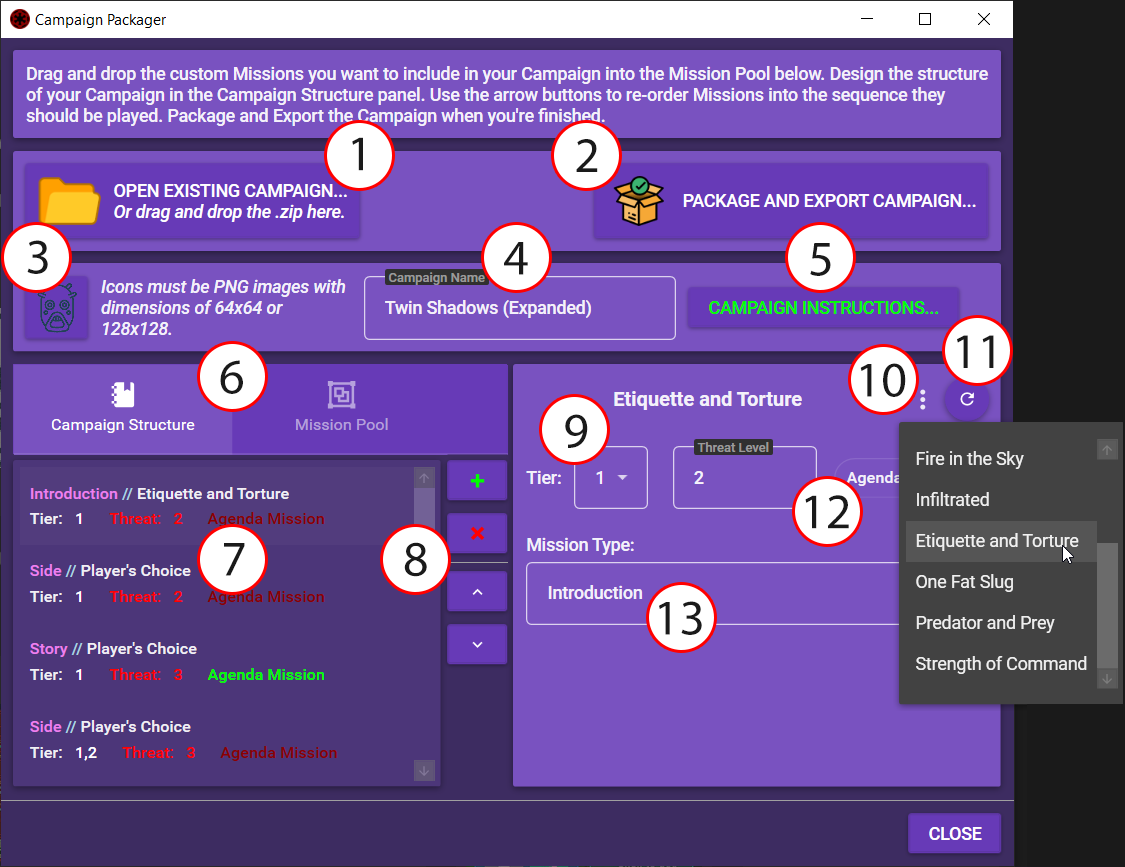 Campaign Packager
Drag and drop the custom Missions you want to include in your Campaign into the Mission Pool below. Design the structure
of your Campaign in the Campaign Structure panel. Use the arrow buttons to re-order Missions into the sequence they
should be played. Package and Export the Campaign when you're finished.
1
2
OPEN EXISTING CAMPAIGN...
Or drag and drop the .zip here.
PACKAGE AND EXPORT CAMPAIGN...
3
4
5
Icons must be PNG images with
dimensions of 64x64 or
128x128.
Campaign Name
Twin Shadows (Expanded)
CAMPAIGN INSTRUCTIONS...
6
Campaign Structure
Mission Pool
Introduction // Etiquette and Torture
Tier: 1 Threat: 2 Agenda Mission
7
8
Side // Player's Choice
Tier: 1 Threat: 2 Agenda Mission
Story // Player's Choice
Tier: 1 Threat: 3 Agenda Mission
Side // Player's Choice
Tier: 1,2 Threat: 3 Agenda Mission
10
11
Etiquette and Torture
9
Tier: 1
Threat Level
2
Agenda
12
Mission Type:
Introduction
13
Fire in the Sky
Infiltrated
Etiquette and Torture
One Fat Slug
Predator and Prey
Strength of Command
CLOSE